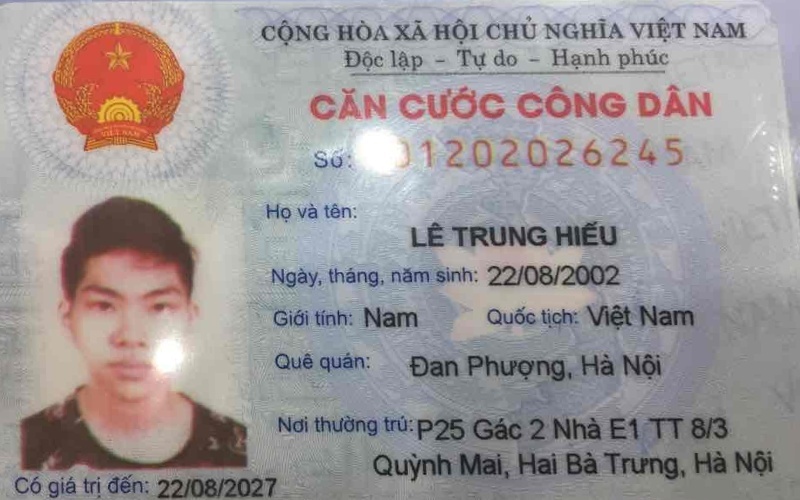 CỘNG HÒA XÃ HỘI CHỦ NGHĨA VIỆT NAM
Độc lập - Tự do - Hạnh phúc
CĂN CƯỚC CÔNG DÂN
Số: 01202026245
Họ và tên:
LÊ TRUNG HIẾU
Ngày, tháng, năm sinh: 22/08/2002
Giới tính: Nam Quốc tịch: Việt Nam
Quê quán: Đan Phượng, Hà Nội
Nơi thường trú: P25 Gác 2 Nhà E1 TT 8/3
Quỳnh Mai, Hai Bà Trưng, Hà Nội
Có giá trị đến: 22/08/2027
VIỆT NAM